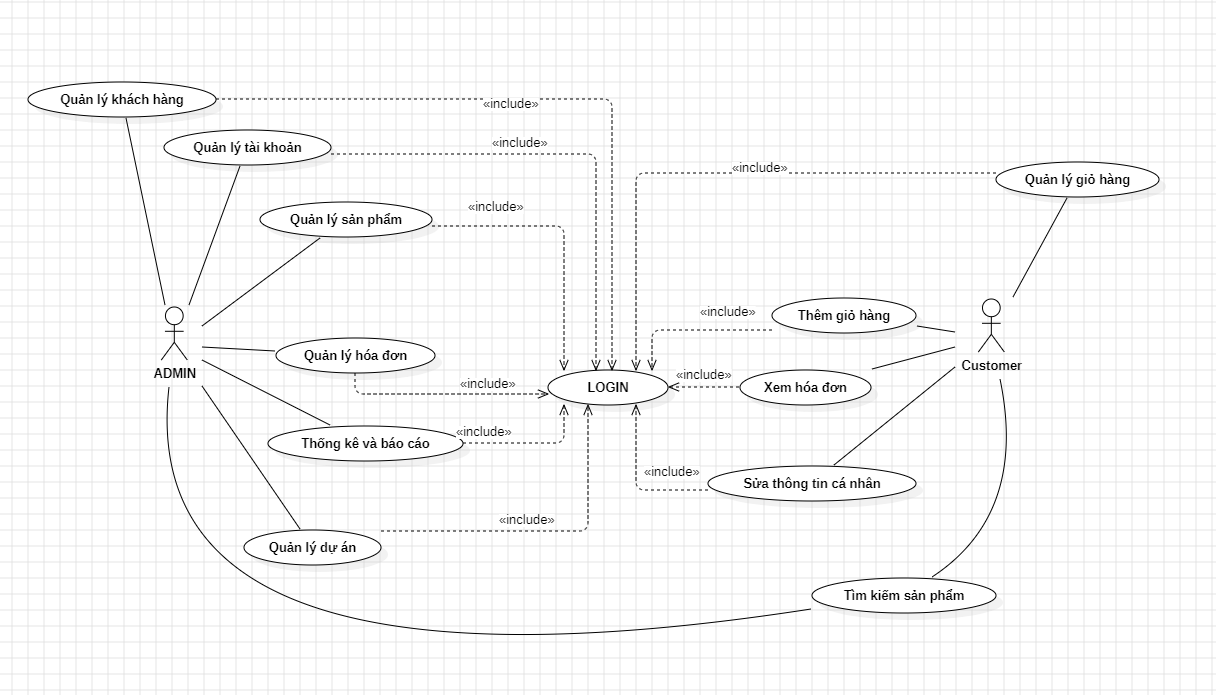 Quản lý khách hàng
«include»
Quản lý tài khoản
«include»
«include»
Quản lý giỏ hàng
Quản lý sản phẩm
«include»
«include»
Thêm giỏ hàng
Quản lý hóa đơn
Customer
ADMIN
«include»
«include»
LOGIN
Xem hóa đơn
Thống kê và báo cáo
«include»
«include»
Sửa thông tin cá nhân
«include»
Quản lý dự án
Tìm kiếm sản phẩm